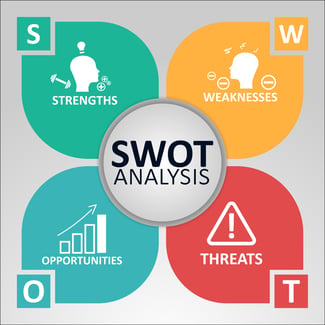 S
W
STRENGTHS
WEAKNESSES
SWOT
ANALYSIS
OPPORTUNITIES
THREATS
O
T